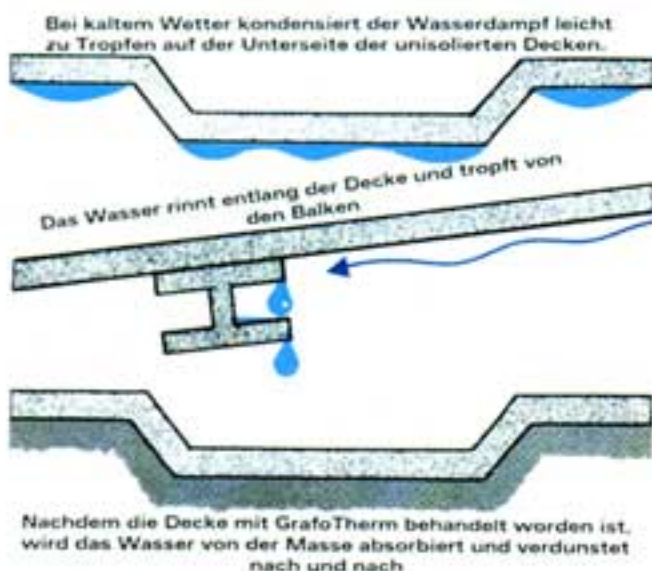 Bei kaltem Wetter kondensiert der Wasserdampf leicht
zu Tropfen auf der Unterseite der unisolierten Decken.
Das Wasser rinnt entlang der Decke und tropft von
den Balken
Nachdem die Decke mit GrafoTherm behandelt worden ist,
wird das Wasser von der Masse absorbiert und verdunstet
nach und nach